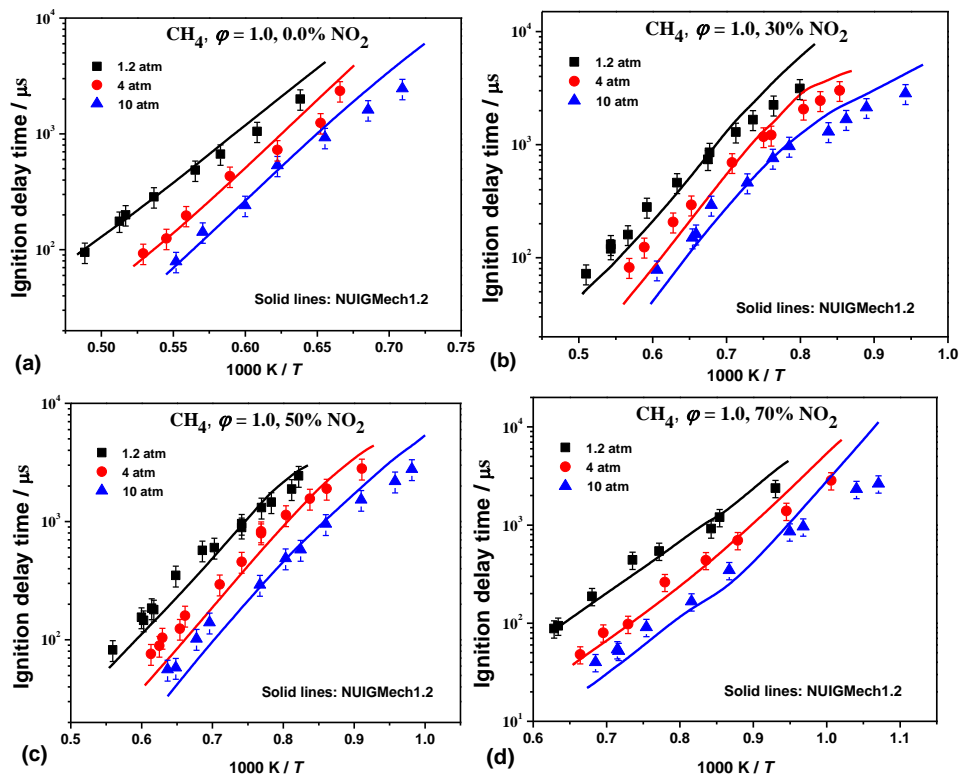 CH4, φ = 1.0, 0.0% NO2
1.2 atm
4 atm
10 atm
Solid lines: NUIGMech1.2
Ignition delay time / μs
10^4
10^3
10^2
0.50 0.55 0.60 0.65 0.70 0.75
1000 K / T
(a)
CH4, φ = 1.0, 30% NO2
1.2 atm
4 atm
10 atm
Solid lines: NUIGMech1.2
Ignition delay time / μs
10^4
10^3
10^2
0.5 0.6 0.7 0.8 0.9 1.0
1000 K / T
(b)
CH4, φ = 1.0, 50% NO2
1.2 atm
4 atm
10 atm
Solid lines: NUIGMech1.2
Ignition delay time / μs
10^4
10^3
10^2
0.5 0.6 0.7 0.8 0.9 1.0
1000 K / T
(c)
CH4, φ = 1.0, 70% NO2
1.2 atm
4 atm
10 atm
Solid lines: NUIGMech1.2
Ignition delay time / μs
10^4
10^3
10^2
10^1
0.6 0.7 0.8 0.9 1.0 1.1
1000 K / T
(d)